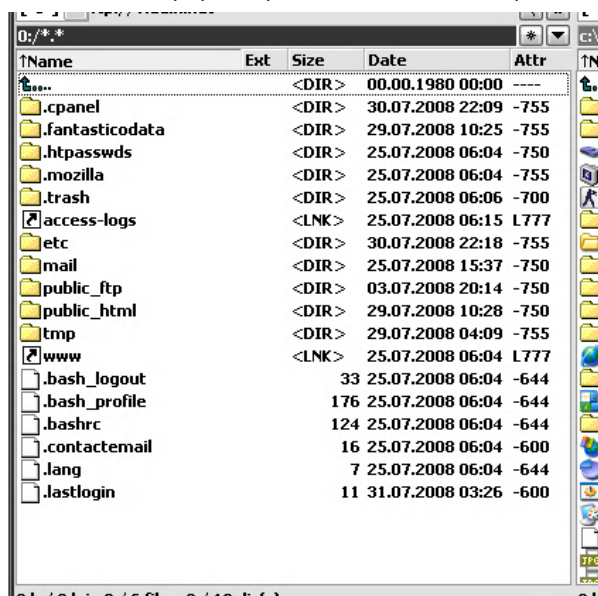 0:/*.* * c:\
↑Name Ext Size Date Attr
.... <DIR> 00.00.1980 00:00 ----
.cpanel <DIR> 30.07.2008 22:09 -755
.fantasticodata <DIR> 29.07.2008 10:25 -755
.htpasswds <DIR> 25.07.2008 06:04 -750
.mozilla <DIR> 25.07.2008 06:04 -755
.trash <DIR> 25.07.2008 06:06 -700
access-logs <LNK> 25.07.2008 06:15 L777
etc <DIR> 30.07.2008 22:18 -755
mail <DIR> 25.07.2008 15:37 -750
public_ftp <DIR> 03.07.2008 20:14 -750
public_html <DIR> 29.07.2008 10:28 -750
tmp <DIR> 29.07.2008 04:09 -755
www <LNK> 25.07.2008 06:04 L777
.bash_logout 33 25.07.2008 06:04 -644
.bash_profile 176 25.07.2008 06:04 -644
.bashrc 124 25.07.2008 06:04 -644
.contactemail 16 25.07.2008 06:04 -600
.lang 7 25.07.2008 06:04 -644
.lastlogin 11 31.07.2008 03:26 -600